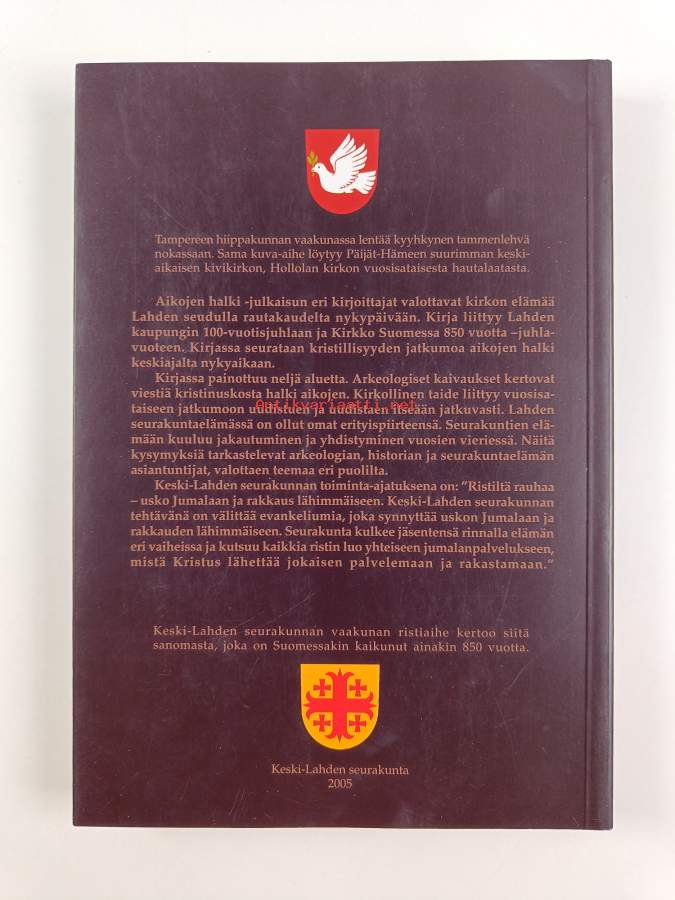 Tampereen hiippakunnan vaakunassa lentää kyyhkynen tammenlehvä
nokassaan. Sama kuva-aihe löytyy Päijät-Hämeen suurimman keski-
aikaisen kivikirkon, Hollolan kirkon vuosisataisesta hautalaatasta.
Aikojen halki -julkaisun eri kirjoittajat valottavat kirkon elämää
Lahden seudulla rautakaudelta nykypäivään. Kirja liittyy Lahden
kaupungin 100-vuotisjuhlaan ja Kirkko Suomessa 850 vuotta –juhla-
vuoteen. Kirjassa seurataan kristillisyyden jatkumoa aikojen halki
keskiajalta nykyaikaan.
Kirjassa painottuu neljä aluetta. Arkeologiset kaivaukset kertovat
viestiä kristinuskosta halki aikojen. Kirkollinen taide liittyy vuosisa-
Antikvariaatti.net
taiseen jatkumoon uudistuen ja uudistaen itseään jatkuvasti. Lahden
seurakuntaelämässä on ollut omat erityispiirteensä. Seurakuntien elä-
mään kuuluu jakautuminen ja yhdistyminen vuosien vieriessä. Näitä
kysymyksiä tarkastelevat arkeologian, historian ja seurakuntaelämän
asiantuntijat, valottaen teemaa eri puolilta.
Keski-Lahden seurakunnan toiminta-ajatuksena on: ”Ristiltä rauhaa
– usko Jumalaan ja rakkaus lähimmäiseen. Keski-Lahden seurakunnan
tehtävänä on välittää evankeliumia, joka synnyttää uskon Jumalaan ja
rakkauden lähimmäiseen. Seurakunta kulkee jäsentensä rinnalla elämän
eri vaiheissa ja kutsuu kaikkia ristin luo yhteiseen jumalanpalvelukseen,
mistä Kristus lähettää jokaisen palvelemaan ja rakastamaan.”
Keski-Lahden seurakunnan vaakunan ristiaihe kertoo siitä
sanomasta, joka on Suomessakin kaikunut ainakin 850 vuotta.
Keski-Lahden seurakunta
2005